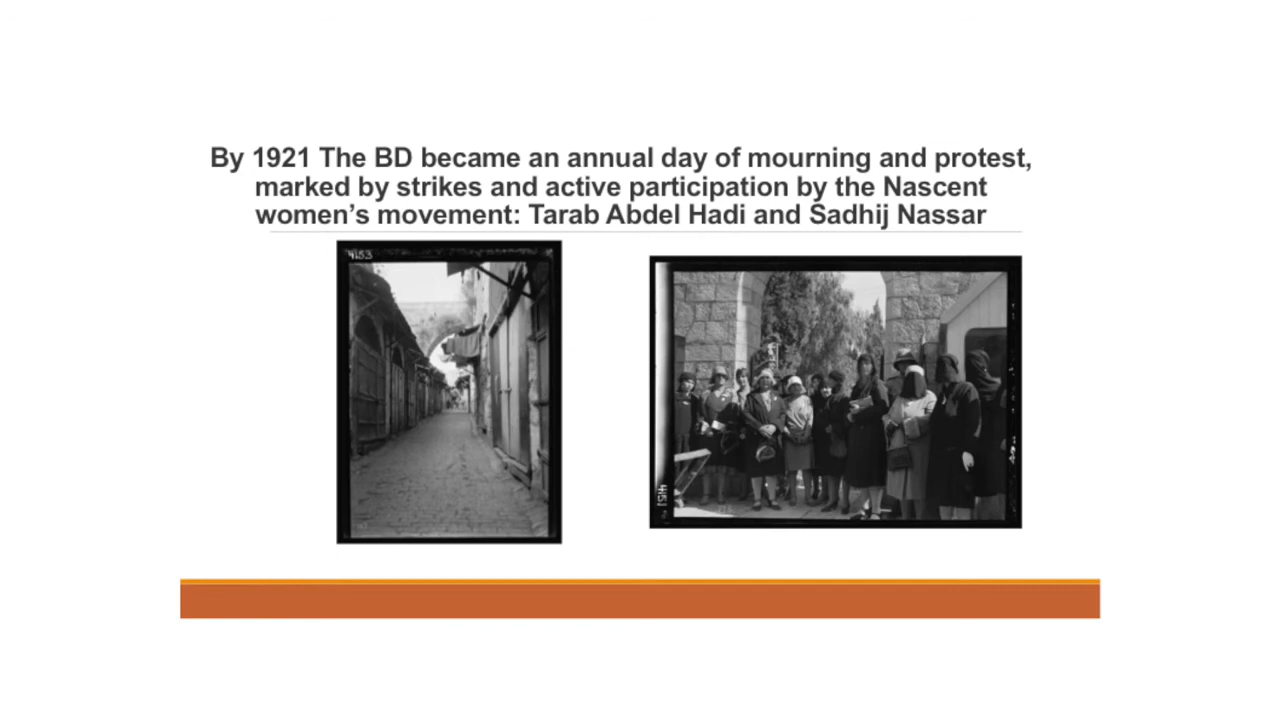 By 1921 The BD became an annual day of mourning and protest,
marked by strikes and active participation by the Nascent
women’s movement: Tarab Abdel Hadi and Sadhij Nassar
4153